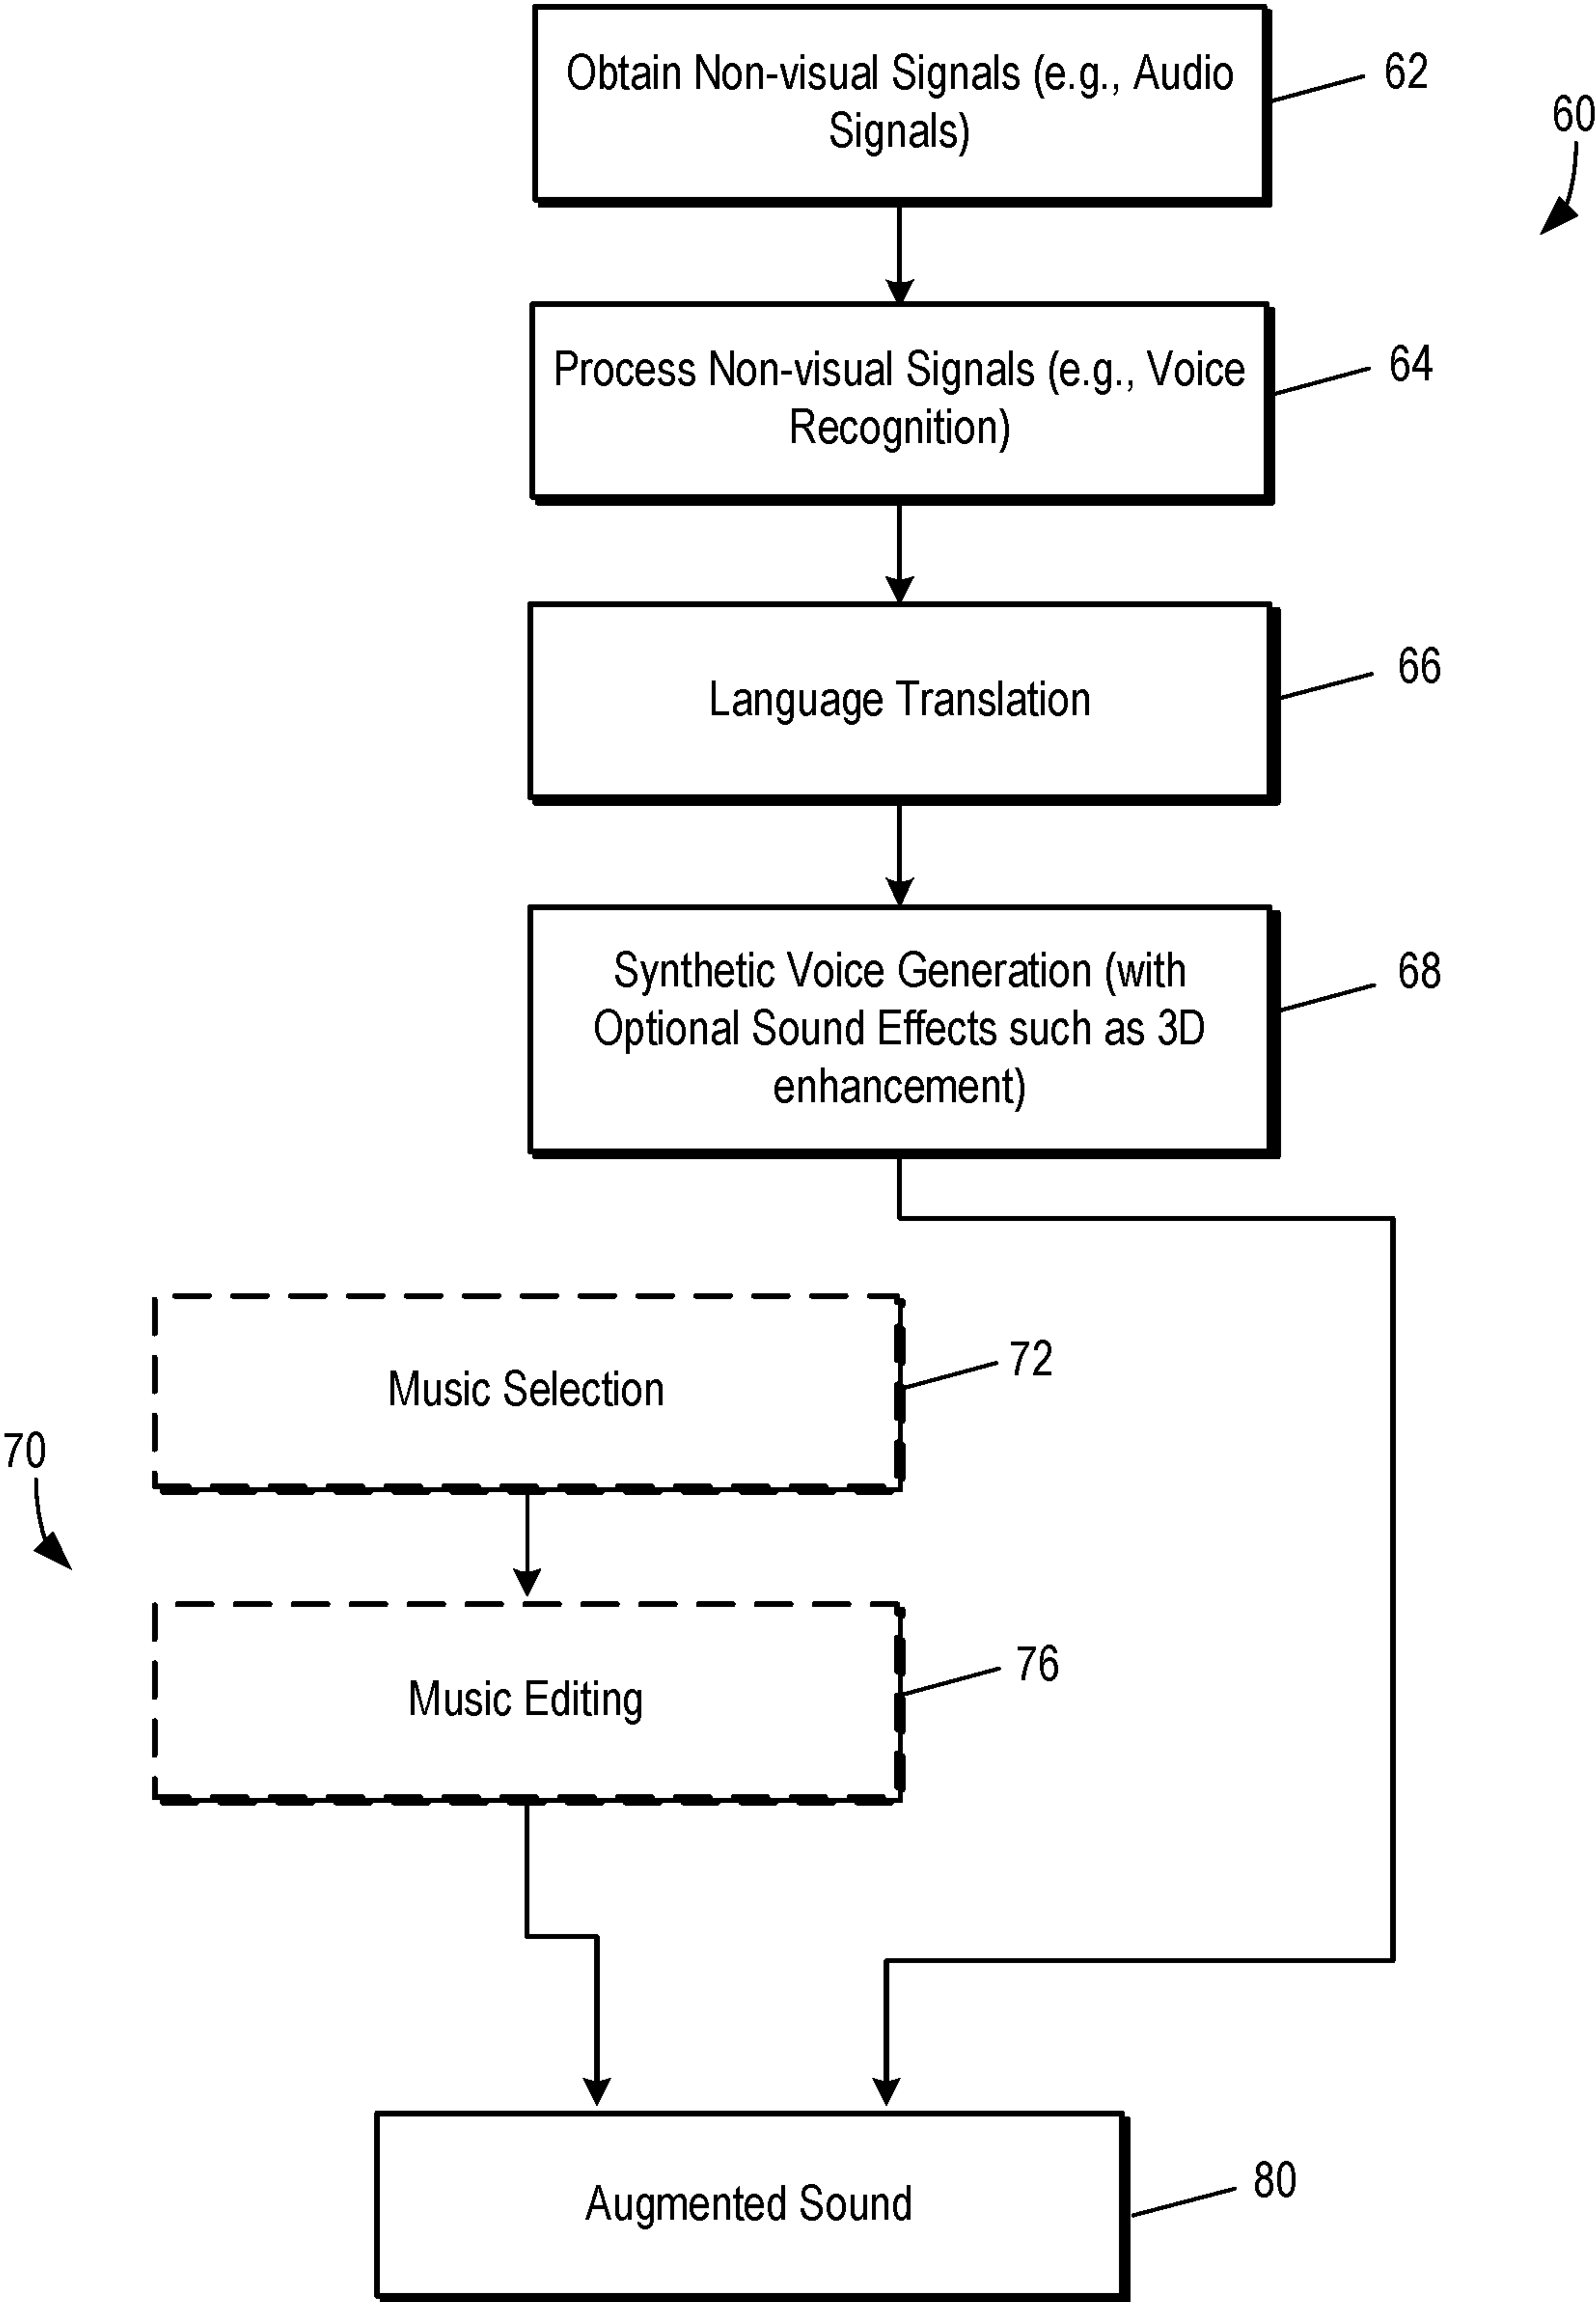 Obtain Non-visual Signals (e.g., Audio
Signals)
62
60
Process Non-visual Signals (e.g., Voice
Recognition)
64
Language Translation
66
Synthetic Voice Generation (with
Optional Sound Effects such as 3D
enhancement)
68
Music Selection
72
70
Music Editing
76
Augmented Sound
80